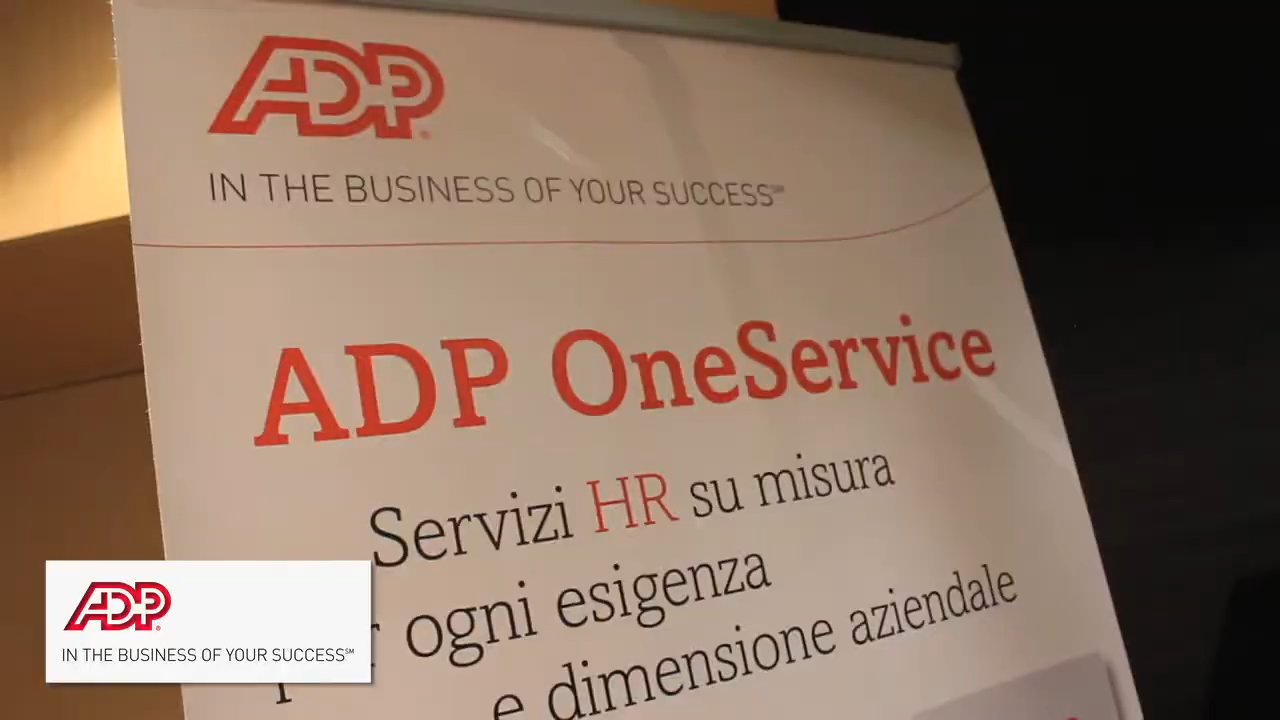 ADP
IN THE BUSINESS OF YOUR SUCCESS℠
ADP OneService
Servizi HR su misura
ogni esigenza
e dimensione aziendale
ADP
IN THE BUSINESS OF YOUR SUCCESS℠